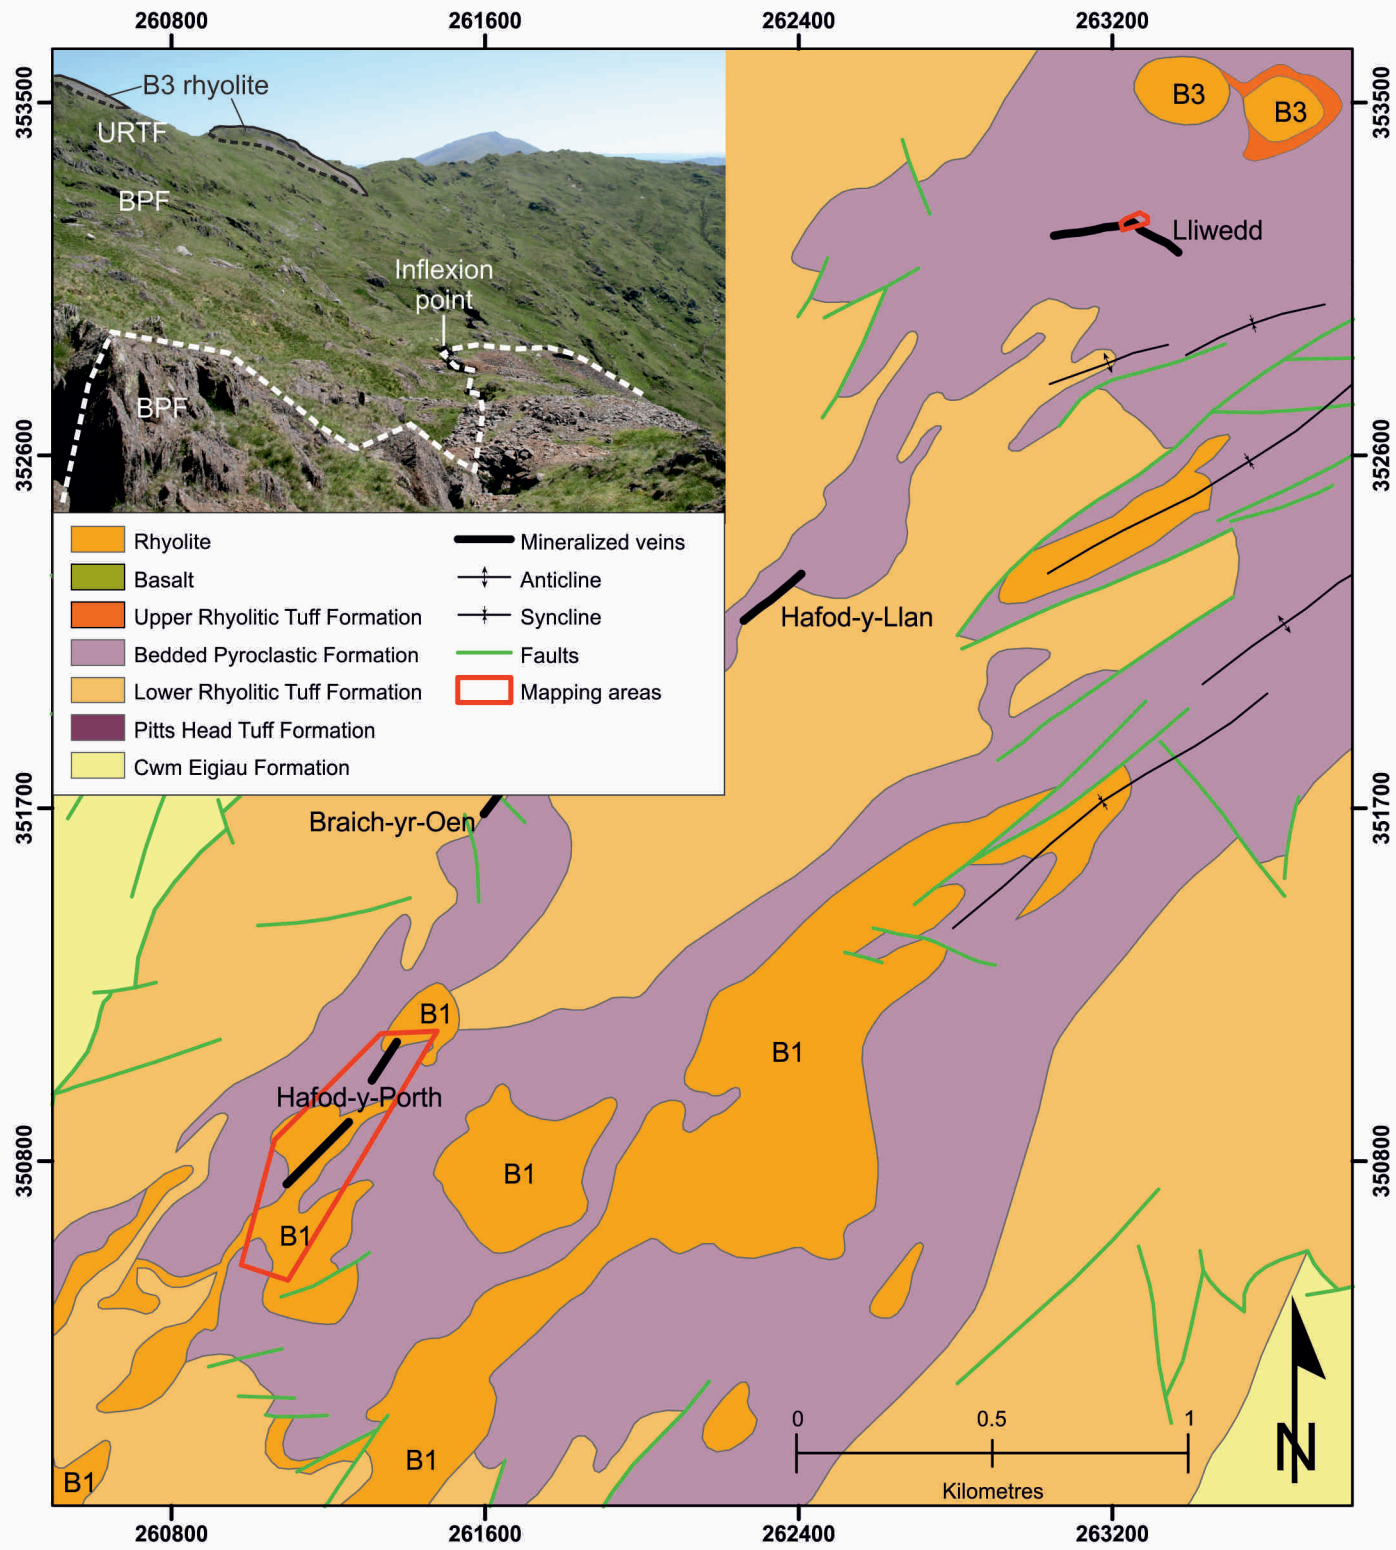 260800 261600 262400 263200
353500
352600
351700
350800
353500
352600
351700
350800
B3 rhyolite
URTF
BPF
Inflexion
point
BPF
Rhyolite
Basalt
Upper Rhyolitic Tuff Formation
Bedded Pyroclastic Formation
Lower Rhyolitic Tuff Formation
Pitts Head Tuff Formation
Cwm Eigiau Formation
Mineralized veins
Anticline
Syncline
Faults
Mapping areas
B3
B3
Lliwedd
Hafod-y-Llan
Braich-yr-Oen
B1
B1
Hafod-y-Porth
B1
B1
B1
B1
0 0.5 1
Kilometres
N
260800 261600 262400 263200